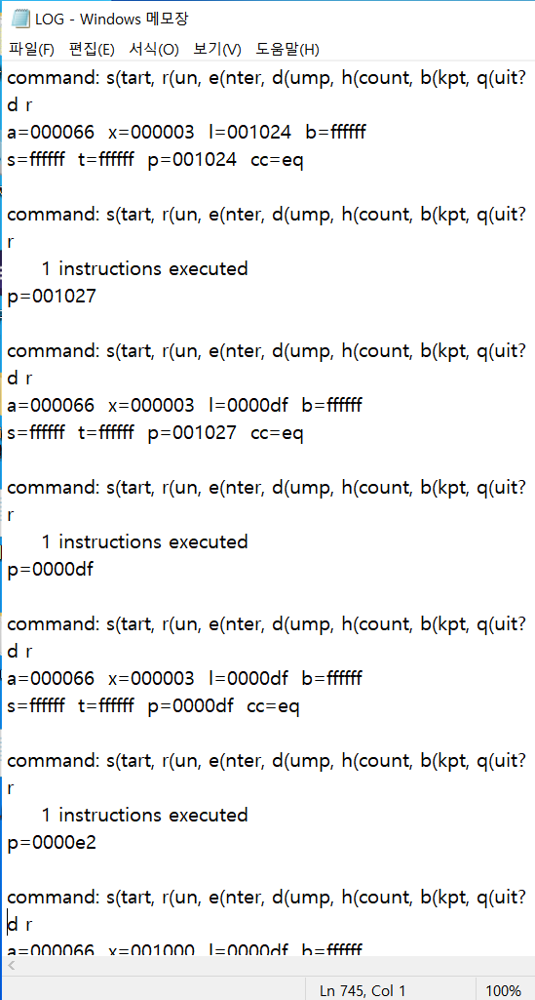 LOG - Windows 메모장
파일(F) 편집(E) 서식(O) 보기(V) 도움말(H)
command: s(tart, r(un, e(nter, d(ump, h(count, b(kpt, q(uit?
d r
a=000066 x=000003 l=001024 b=ffffff
s=ffffff t=ffffff p=001024 cc=eq
command: s(tart, r(un, e(nter, d(ump, h(count, b(kpt, q(uit?
r
1 instructions executed
p=001027
command: s(tart, r(un, e(nter, d(ump, h(count, b(kpt, q(uit?
d r
a=000066 x=000003 l=0000df b=ffffff
s=ffffff t=ffffff p=001027 cc=eq
command: s(tart, r(un, e(nter, d(ump, h(count, b(kpt, q(uit?
r
1 instructions executed
p=0000df
command: s(tart, r(un, e(nter, d(ump, h(count, b(kpt, q(uit?
d r
a=000066 x=000003 l=0000df b=ffffff
s=ffffff t=ffffff p=0000df cc=eq
command: s(tart, r(un, e(nter, d(ump, h(count, b(kpt, q(uit?
r
1 instructions executed
p=0000e2
command: s(tart, r(un, e(nter, d(ump, h(count, b(kpt, q(uit?
d r
a=000066 x=001000 l=0000df b=ffffff
Ln 745, Col 1 100%